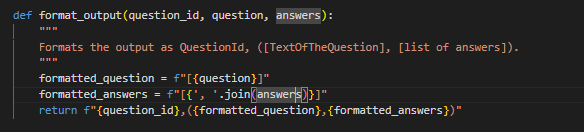 def format_output(question_id, question, answers):
    """
    Formats the output as QuestionId, ([TextOfTheQuestion], [list of answers]).
    """
    formatted_question = f"[{question}]"
    formatted_answers = f"[{', '.join(answers)}]"
    return f"{question_id},({formatted_question},{formatted_answers})"